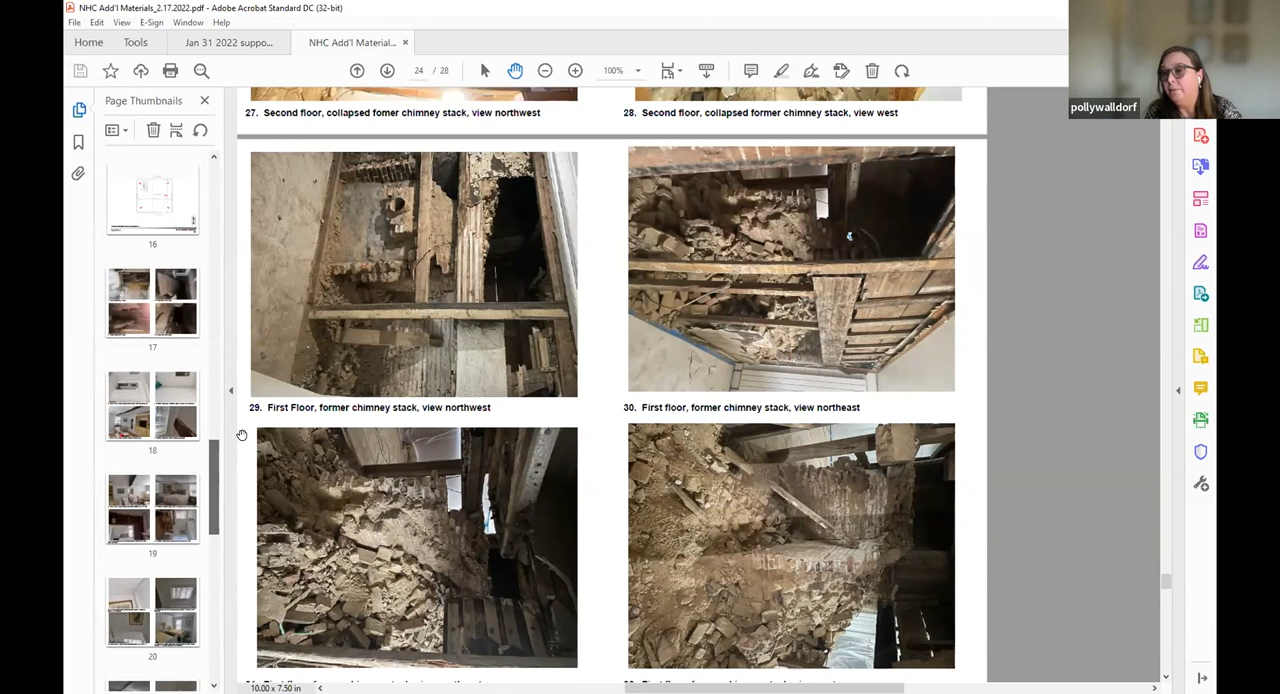 NHC Add'l Materials_2.17.2022.pdf - Adobe Acrobat Standard DC (32-bit)
File Edit View E-Sign Window Help
Home Tools Jan 31 2022 suppo... NHC Add'l Material... ×
24 / 28 100%
pollywalldorf
Page Thumbnails
27. Second floor, collapsed fomer chimney stack, view northwest
28. Second floor, collapsed former chimney stack, view west
16
17
18
19
20
29. First Floor, former chimney stack, view northwest
30. First floor, former chimney stack, view northeast
10.00 x 7.50 in